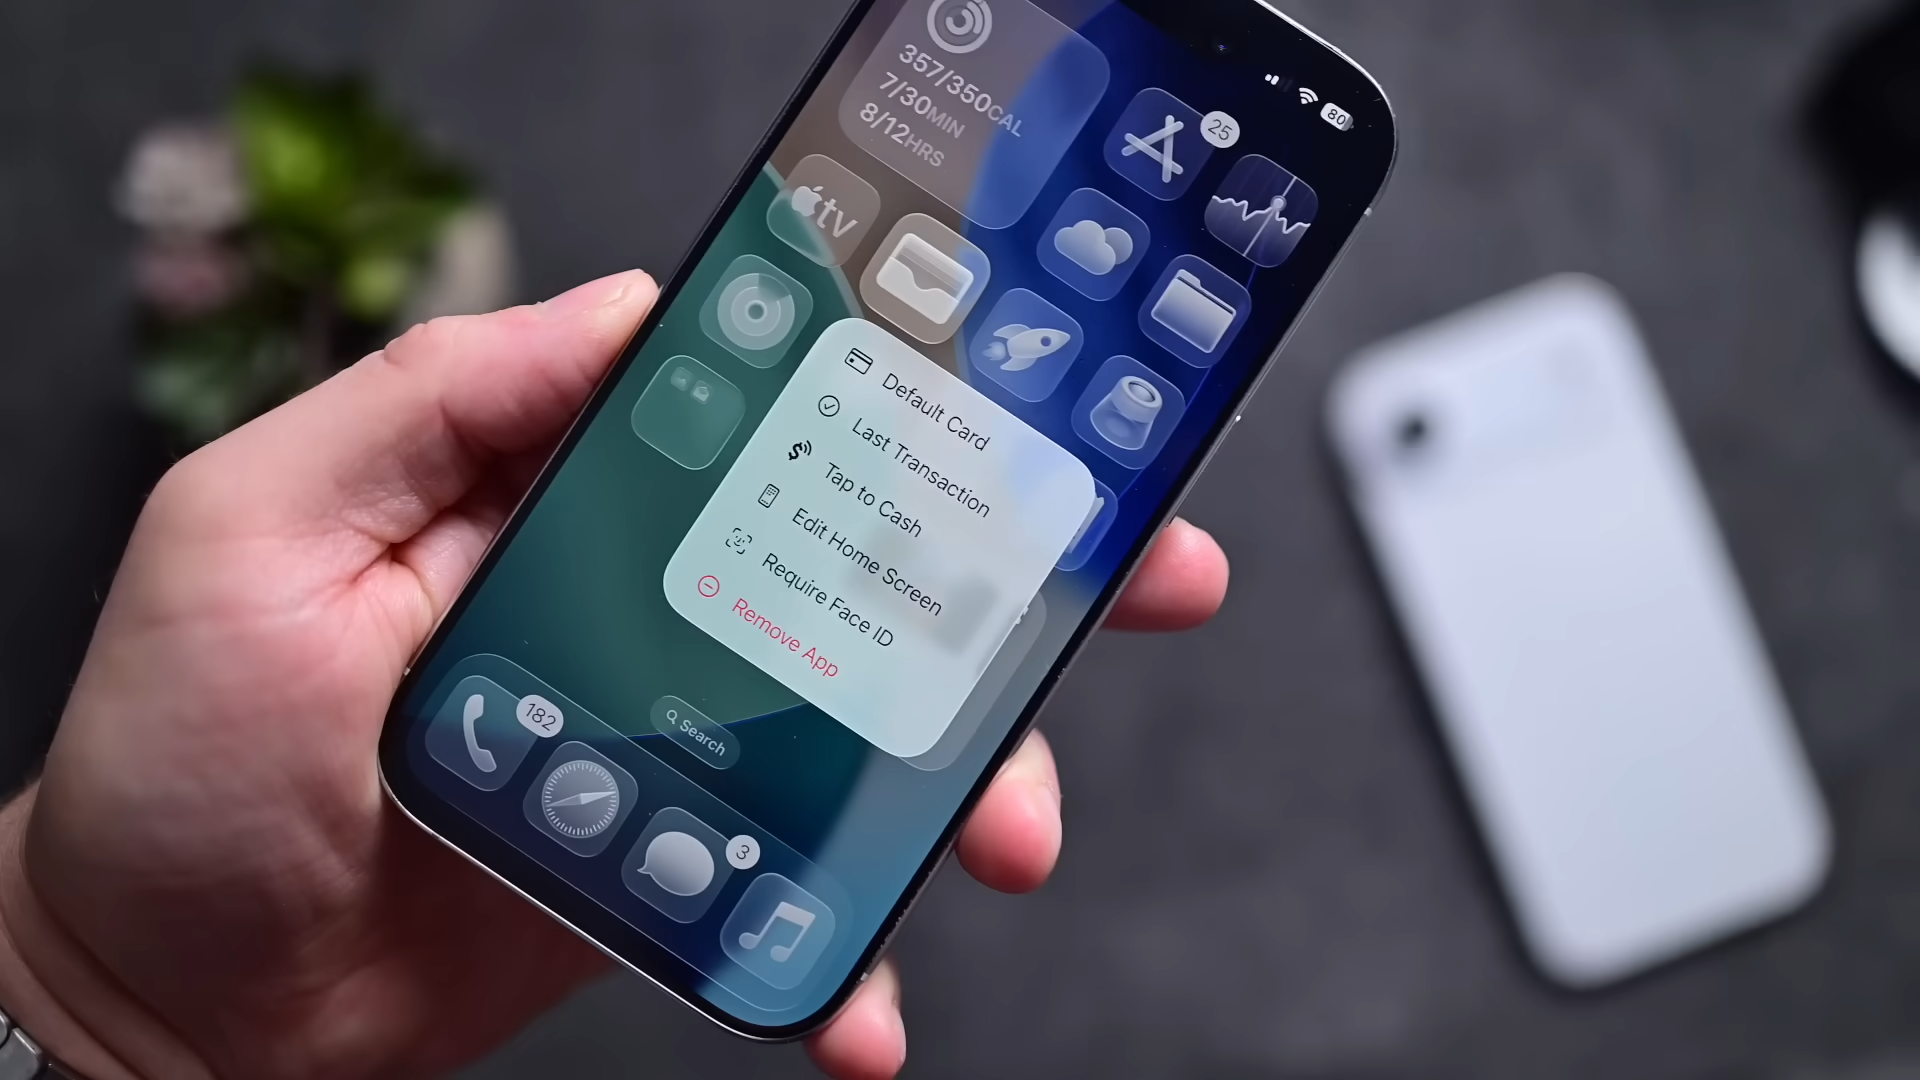 357/350CAL
7/30MIN
8/12HRS
80
25
tv
Default Card
Last Transaction
Tap to Cash
Edit Home Screen
Require Face ID
Remove App
Search
182
3